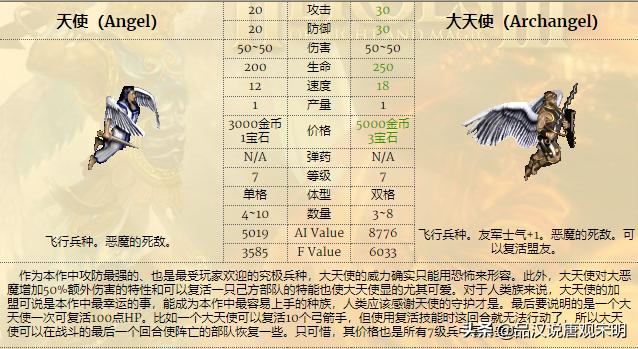 天使（Angel）
大天使（Archangel）
20 攻击 30
20 防御 30
50~50 伤害 50~50
200 生命 250
12 速度 18
1 产量 1
3000金币 1宝石 价格 5000金币 3宝石
N/A 弹药 N/A
7 等级 7
单格 体型 双格
4~10 数量 3~8
5019 AI Value 8776
3585 F Value 6033
飞行兵种。恶魔的死敌。
飞行兵种。友军士气+1。恶魔的死敌。可
以复活盟友。
作为本作中攻防最强的、也是最受玩家欢迎的究极兵种，大天使的威力确实只能用恐怖来形容。此外，大天使对大恶
魔增加50%额外伤害的特性和可以复活一只己方部队的特能也使大天使显的尤其可爱。对于人类族来说，大天使的加
盟可说是本作中最幸运的事，能成为本作中最容易上手的种族，人类应该感谢天使的守护才是。最后要说明的是一个大
天使一次可复活100点HP。比如一个大天使可以复活10个弓箭手，但使用复活技能时这回合就无法行动了，所以大天
使可以在战斗的最后一个回合使阵亡的部队恢复一些。只可惜，其价格也是所有7级兵
头条@品汉说唐观宋明